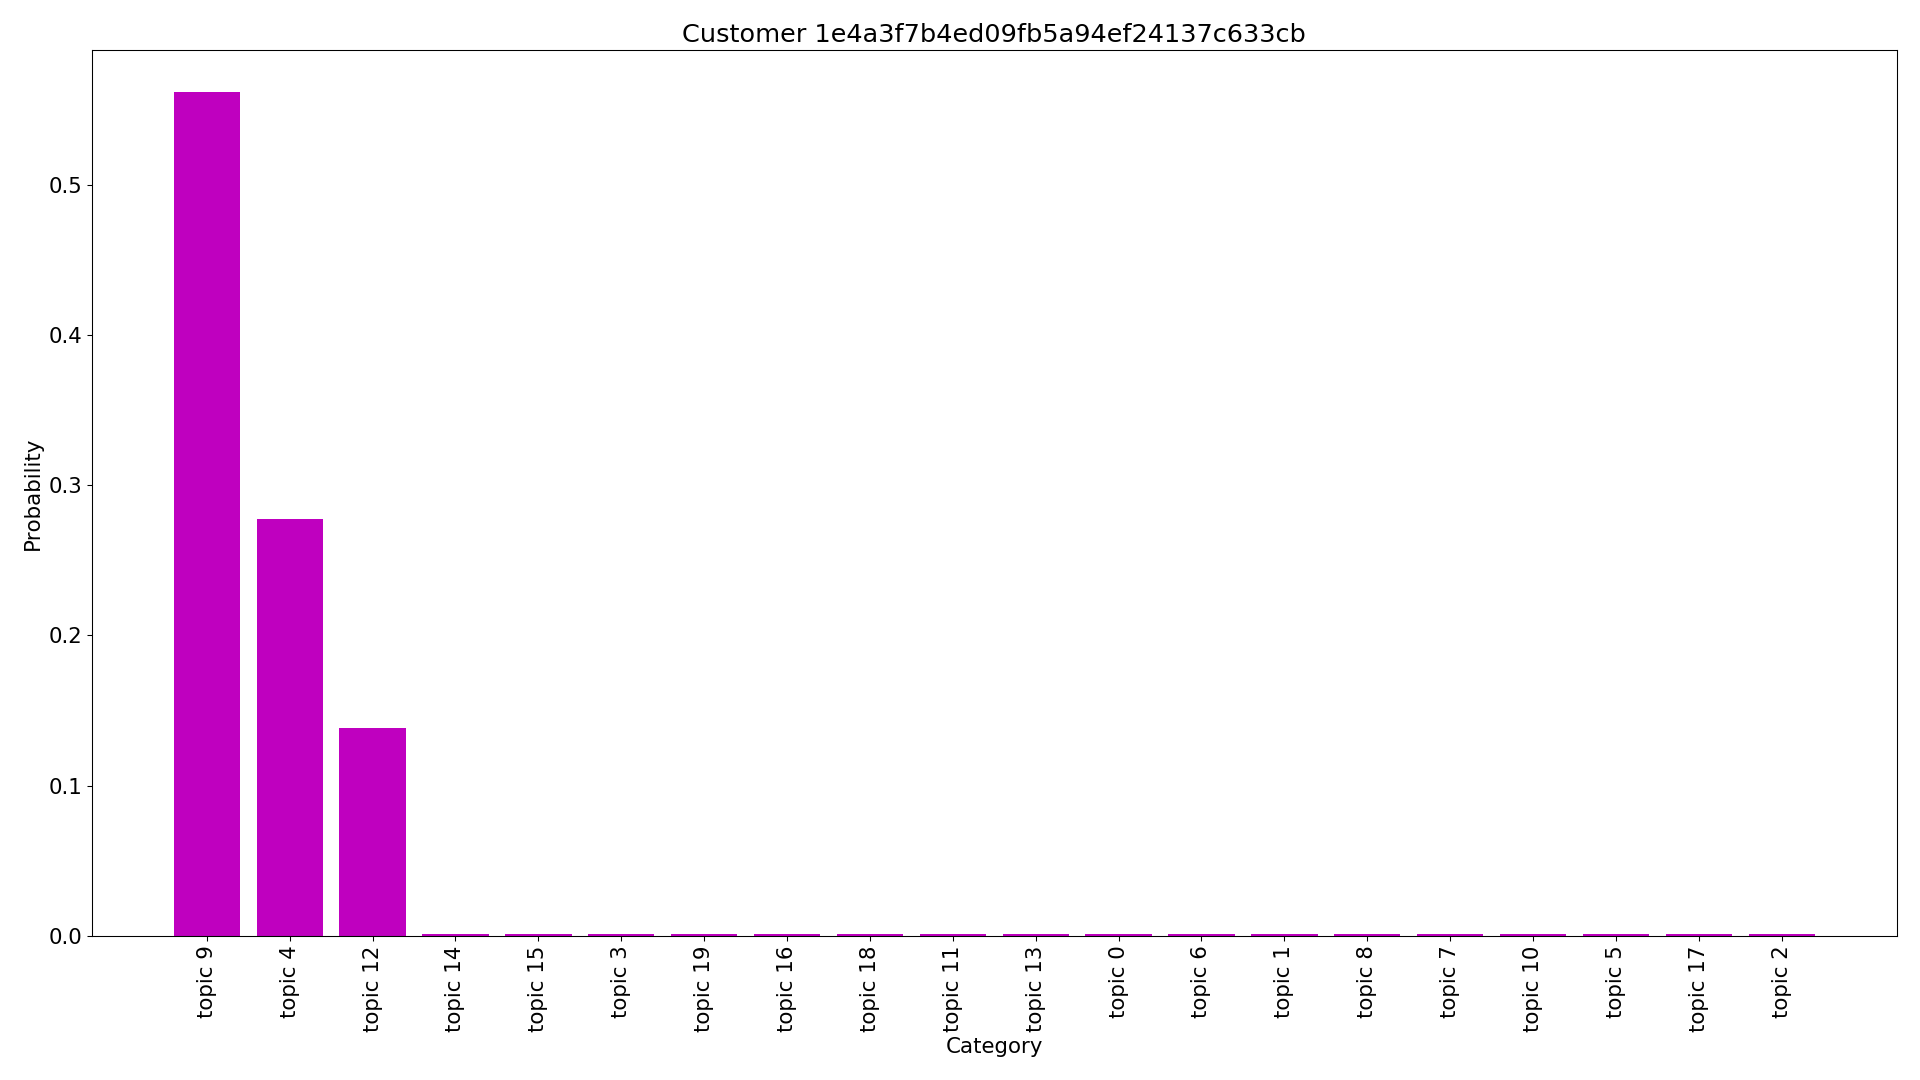 Customer 1e4a3f7b4ed09fb5a94ef24137c633cb
Probability
0.5
0.4
0.3
0.2
0.1
0.0
topic 9
topic 4
topic 12
topic 14
topic 15
topic 3
topic 19
topic 16
topic 18
topic 11
topic 13
topic 0
topic 6
topic 1
topic 8
topic 7
topic 10
topic 5
topic 17
topic 2
Category